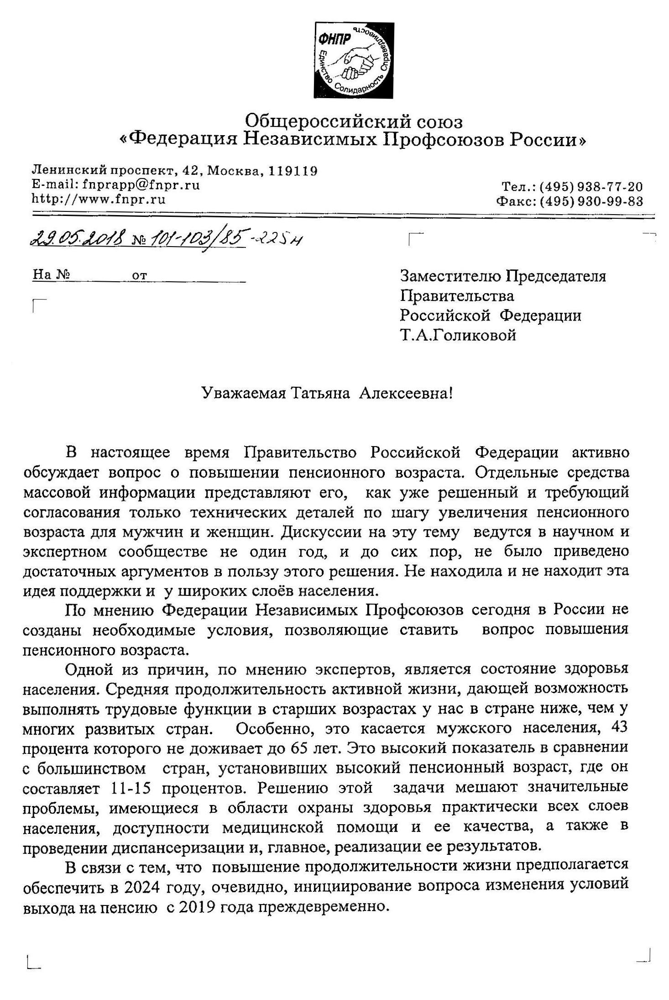 ФНПР
Единство Солидарность Справедливость
Общероссийский союз
«Федерация Независимых Профсоюзов России»
Ленинский проспект, 42, Москва, 119119
E-mail: fnprapp@fnpr.ru
http://www.fnpr.ru
Тел.: (495) 938-77-20
Факс: (495) 930-99-83
29.05.2018 № 101-103/85-225н
На № от
Заместителю Председателя
Правительства
Российской Федерации
Т.А.Голиковой
Уважаемая Татьяна Алексеевна!
В настоящее время Правительство Российской Федерации активно
обсуждает вопрос о повышении пенсионного возраста. Отдельные средства
массовой информации представляют его, как уже решенный и требующий
согласования только технических деталей по шагу увеличения пенсионного
возраста для мужчин и женщин. Дискуссии на эту тему ведутся в научном и
экспертном сообществе не один год, и до сих пор, не было приведено
достаточных аргументов в пользу этого решения. Не находила и не находит эта
идея поддержки и у широких слоёв населения.
По мнению Федерации Независимых Профсоюзов сегодня в России не
созданы необходимые условия, позволяющие ставить вопрос повышения
пенсионного возраста.
Одной из причин, по мнению экспертов, является состояние здоровья
населения. Средняя продолжительность активной жизни, дающей возможность
выполнять трудовые функции в старших возрастах у нас в стране ниже, чем у
многих развитых стран. Особенно, это касается мужского населения, 43
процента которого не доживает до 65 лет. Это высокий показатель в сравнении
с большинством стран, установивших высокий пенсионный возраст, где он
составляет 11-15 процентов. Решению этой задачи мешают значительные
проблемы, имеющиеся в области охраны здоровья практически всех слоев
населения, доступности медицинской помощи и ее качества, а также в
проведении диспансеризации и, главное, реализации ее результатов.
В связи с тем, что повышение продолжительности жизни предполагается
обеспечить в 2024 году, очевидно, инициирование вопроса изменения условий
выхода на пенсию с 2019 года преждевременно.